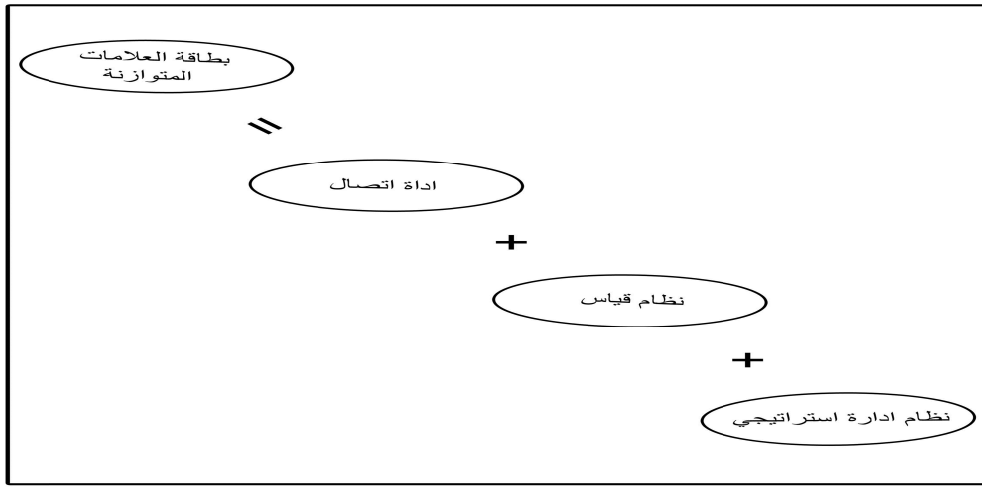 بطاقة العلامات
المتوازنة
=
اداة اتصال
+
نظام قياس
+
نظام ادارة استراتيجي